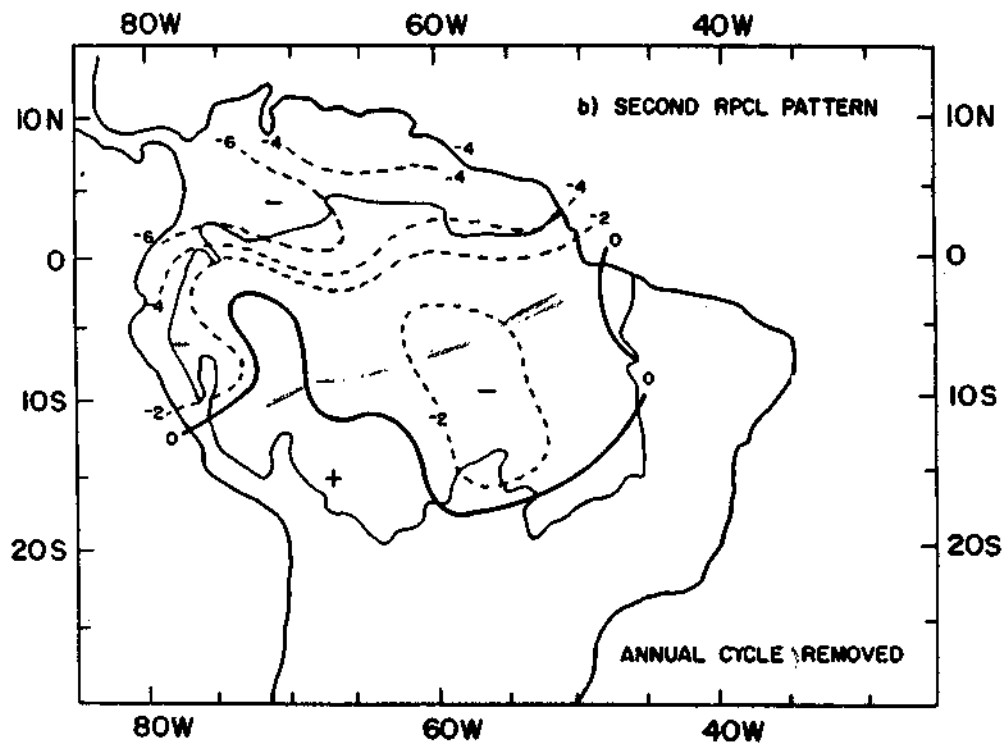 80W 60W 40W
10N b) SECOND RPCL PATTERN 10N
-6 -4 -4
-4
-
-4
-6 -2
0 0 0
-4
-
-2 - 0
10S -2 10S
0
+
20S 20S
ANNUAL CYCLE REMOVED
80W 60W 40W